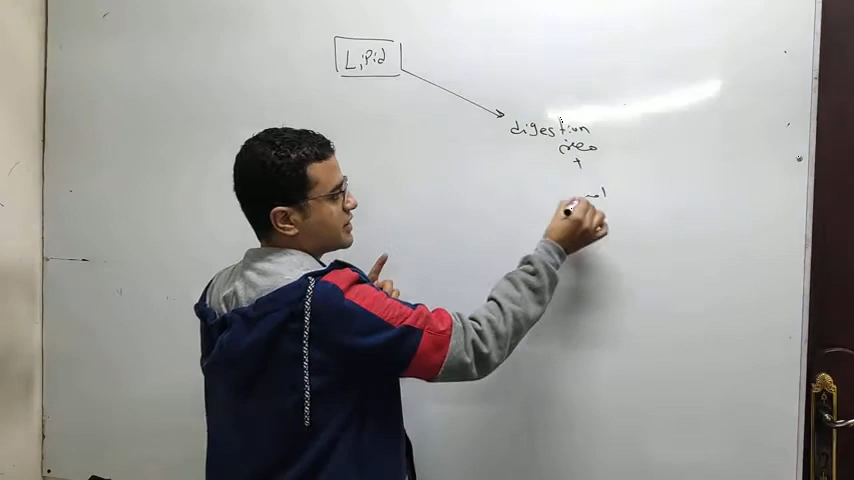 Lipid
digestion
هضم
+